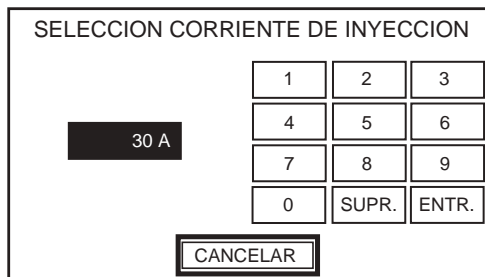 SELECCION CORRIENTE DE INYECCION
1 2 3
30 A
4 5 6
7 8 9
0 SUPR. ENTR.
CANCELAR